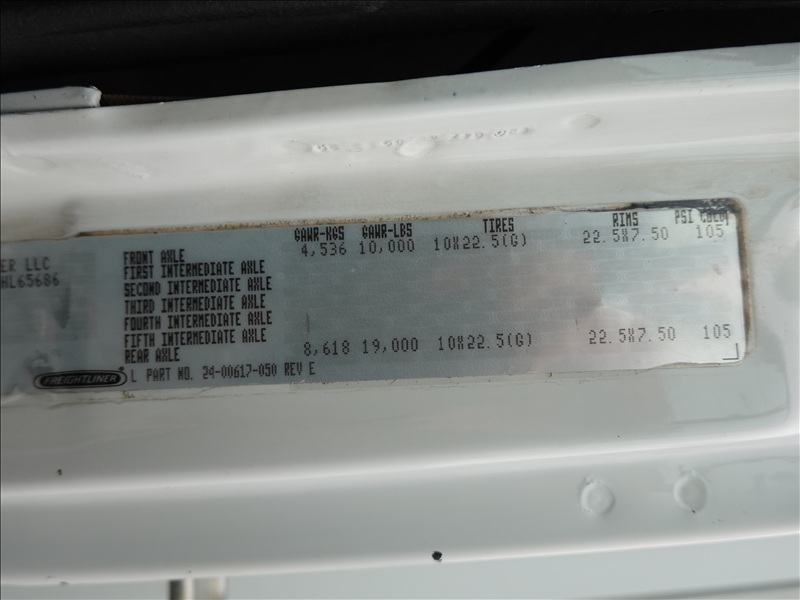 GAWR-KGS GAWR-LBS TIRES RIMS PSI COLD
FRONT AXLE 4,536 10,000 10X22.5(G) 22.5X7.50 105
ER LLC FIRST INTERMEDIATE AXLE
HL65686 SECOND INTERMEDIATE AXLE
THIRD INTERMEDIATE AXLE
FOURTH INTERMEDIATE AXLE
FIFTH INTERMEDIATE AXLE
REAR AXLE 8,618 19,000 10X22.5(G) 22.5X7.50 105
FREIGHTLINER L PART NO. 24-00617-050 REV E